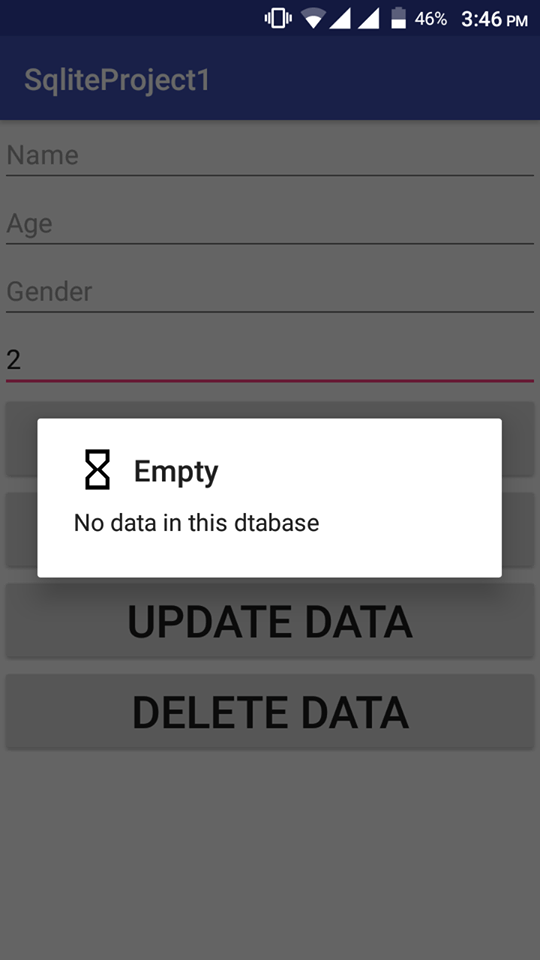 46% 3:46 PM
SqliteProject1
Name
Age
Gender
2
Empty
No data in this dtabase
UPDATE DATA
DELETE DATA